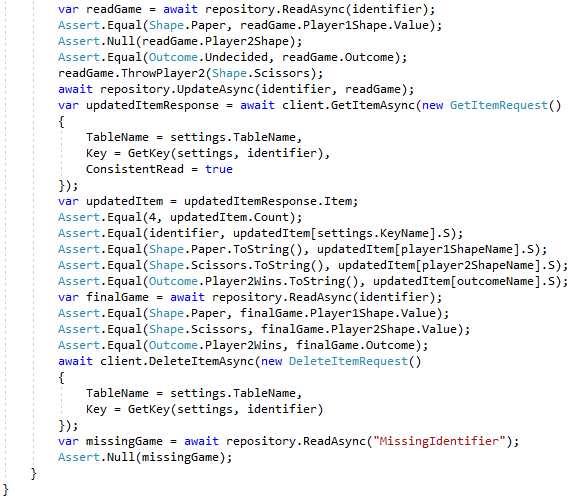 var readGame = await repository.ReadAsync(identifier);
Assert.Equal(Shape.Paper, readGame.Player1Shape.Value);
Assert.Null(readGame.Player2Shape);
Assert.Equal(Outcome.Undecided, readGame.Outcome);
readGame.ThrowPlayer2(Shape.Scissors);
await repository.UpdateAsync(identifier, readGame);
var updatedItemResponse = await client.GetItemAsync(new GetItemRequest()
{
TableName = settings.TableName,
Key = GetKey(settings, identifier),
ConsistentRead = true
});
var updatedItem = updatedItemResponse.Item;
Assert.Equal(4, updatedItem.Count);
Assert.Equal(identifier, updatedItem[settings.KeyName].S);
Assert.Equal(Shape.Paper.ToString(), updatedItem[player1ShapeName].S);
Assert.Equal(Shape.Scissors.ToString(), updatedItem[player2ShapeName].S);
Assert.Equal(Outcome.Player2Wins.ToString(), updatedItem[outcomeName].S);
var finalGame = await repository.ReadAsync(identifier);
Assert.Equal(Shape.Paper, finalGame.Player1Shape.Value);
Assert.Equal(Shape.Scissors, finalGame.Player2Shape.Value);
Assert.Equal(Outcome.Player2Wins, finalGame.Outcome);
await client.DeleteItemAsync(new DeleteItemRequest()
{
TableName = settings.TableName,
Key = GetKey(settings, identifier)
});
var missingGame = await repository.ReadAsync("MissingIdentifier");
Assert.Null(missingGame);
}
}